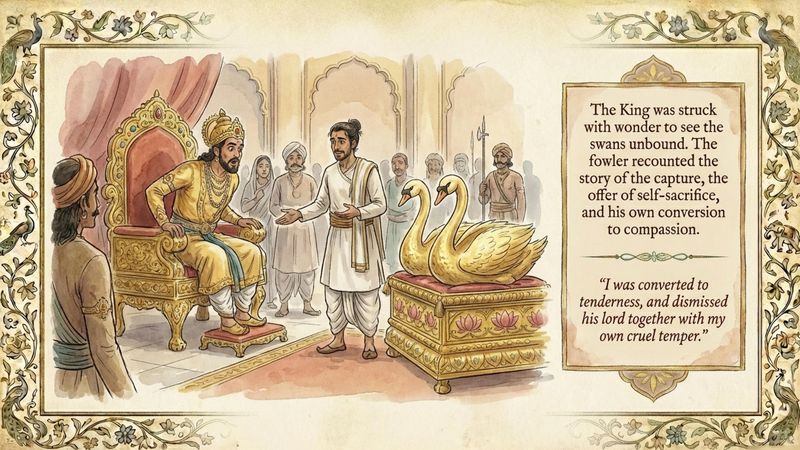 The King was struck
with wonder to see the
swans unbound. The
fowler recounted the
story of the capture, the
offer of self-sacrifice,
and his own conversion
to compassion.
“I was converted to
tenderness, and dismissed
his lord together with my
own cruel temper.”